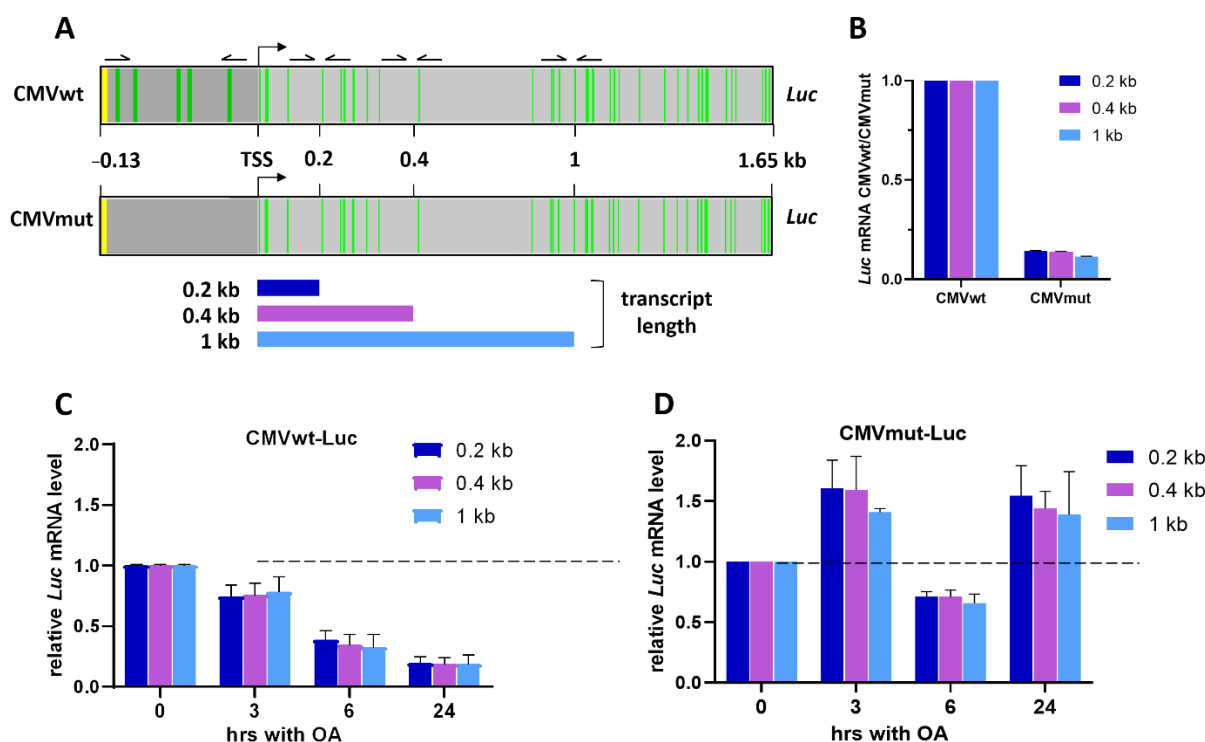 A
CMVwt
Luc
−0.13
TSS
0.2
0.4
1
1.65 kb
CMVmut
Luc
0.2 kb
0.4 kb
1 kb
transcript
length
B
Luc mRNA CMVwt/CMVmut
1.0
0.5
0.0
CMVwt
CMVmut
0.2 kb
0.4 kb
1 kb
C
CMVwt-Luc
relative Luc mRNA level
2.0
1.5
1.0
0.5
0.0
0
3
6
24
hrs with OA
0.2 kb
0.4 kb
1 kb
D
CMVmut-Luc
relative Luc mRNA level
2.0
1.5
1.0
0.5
0.0
0
3
6
24
hrs with OA
0.2 kb
0.4 kb
1 kb